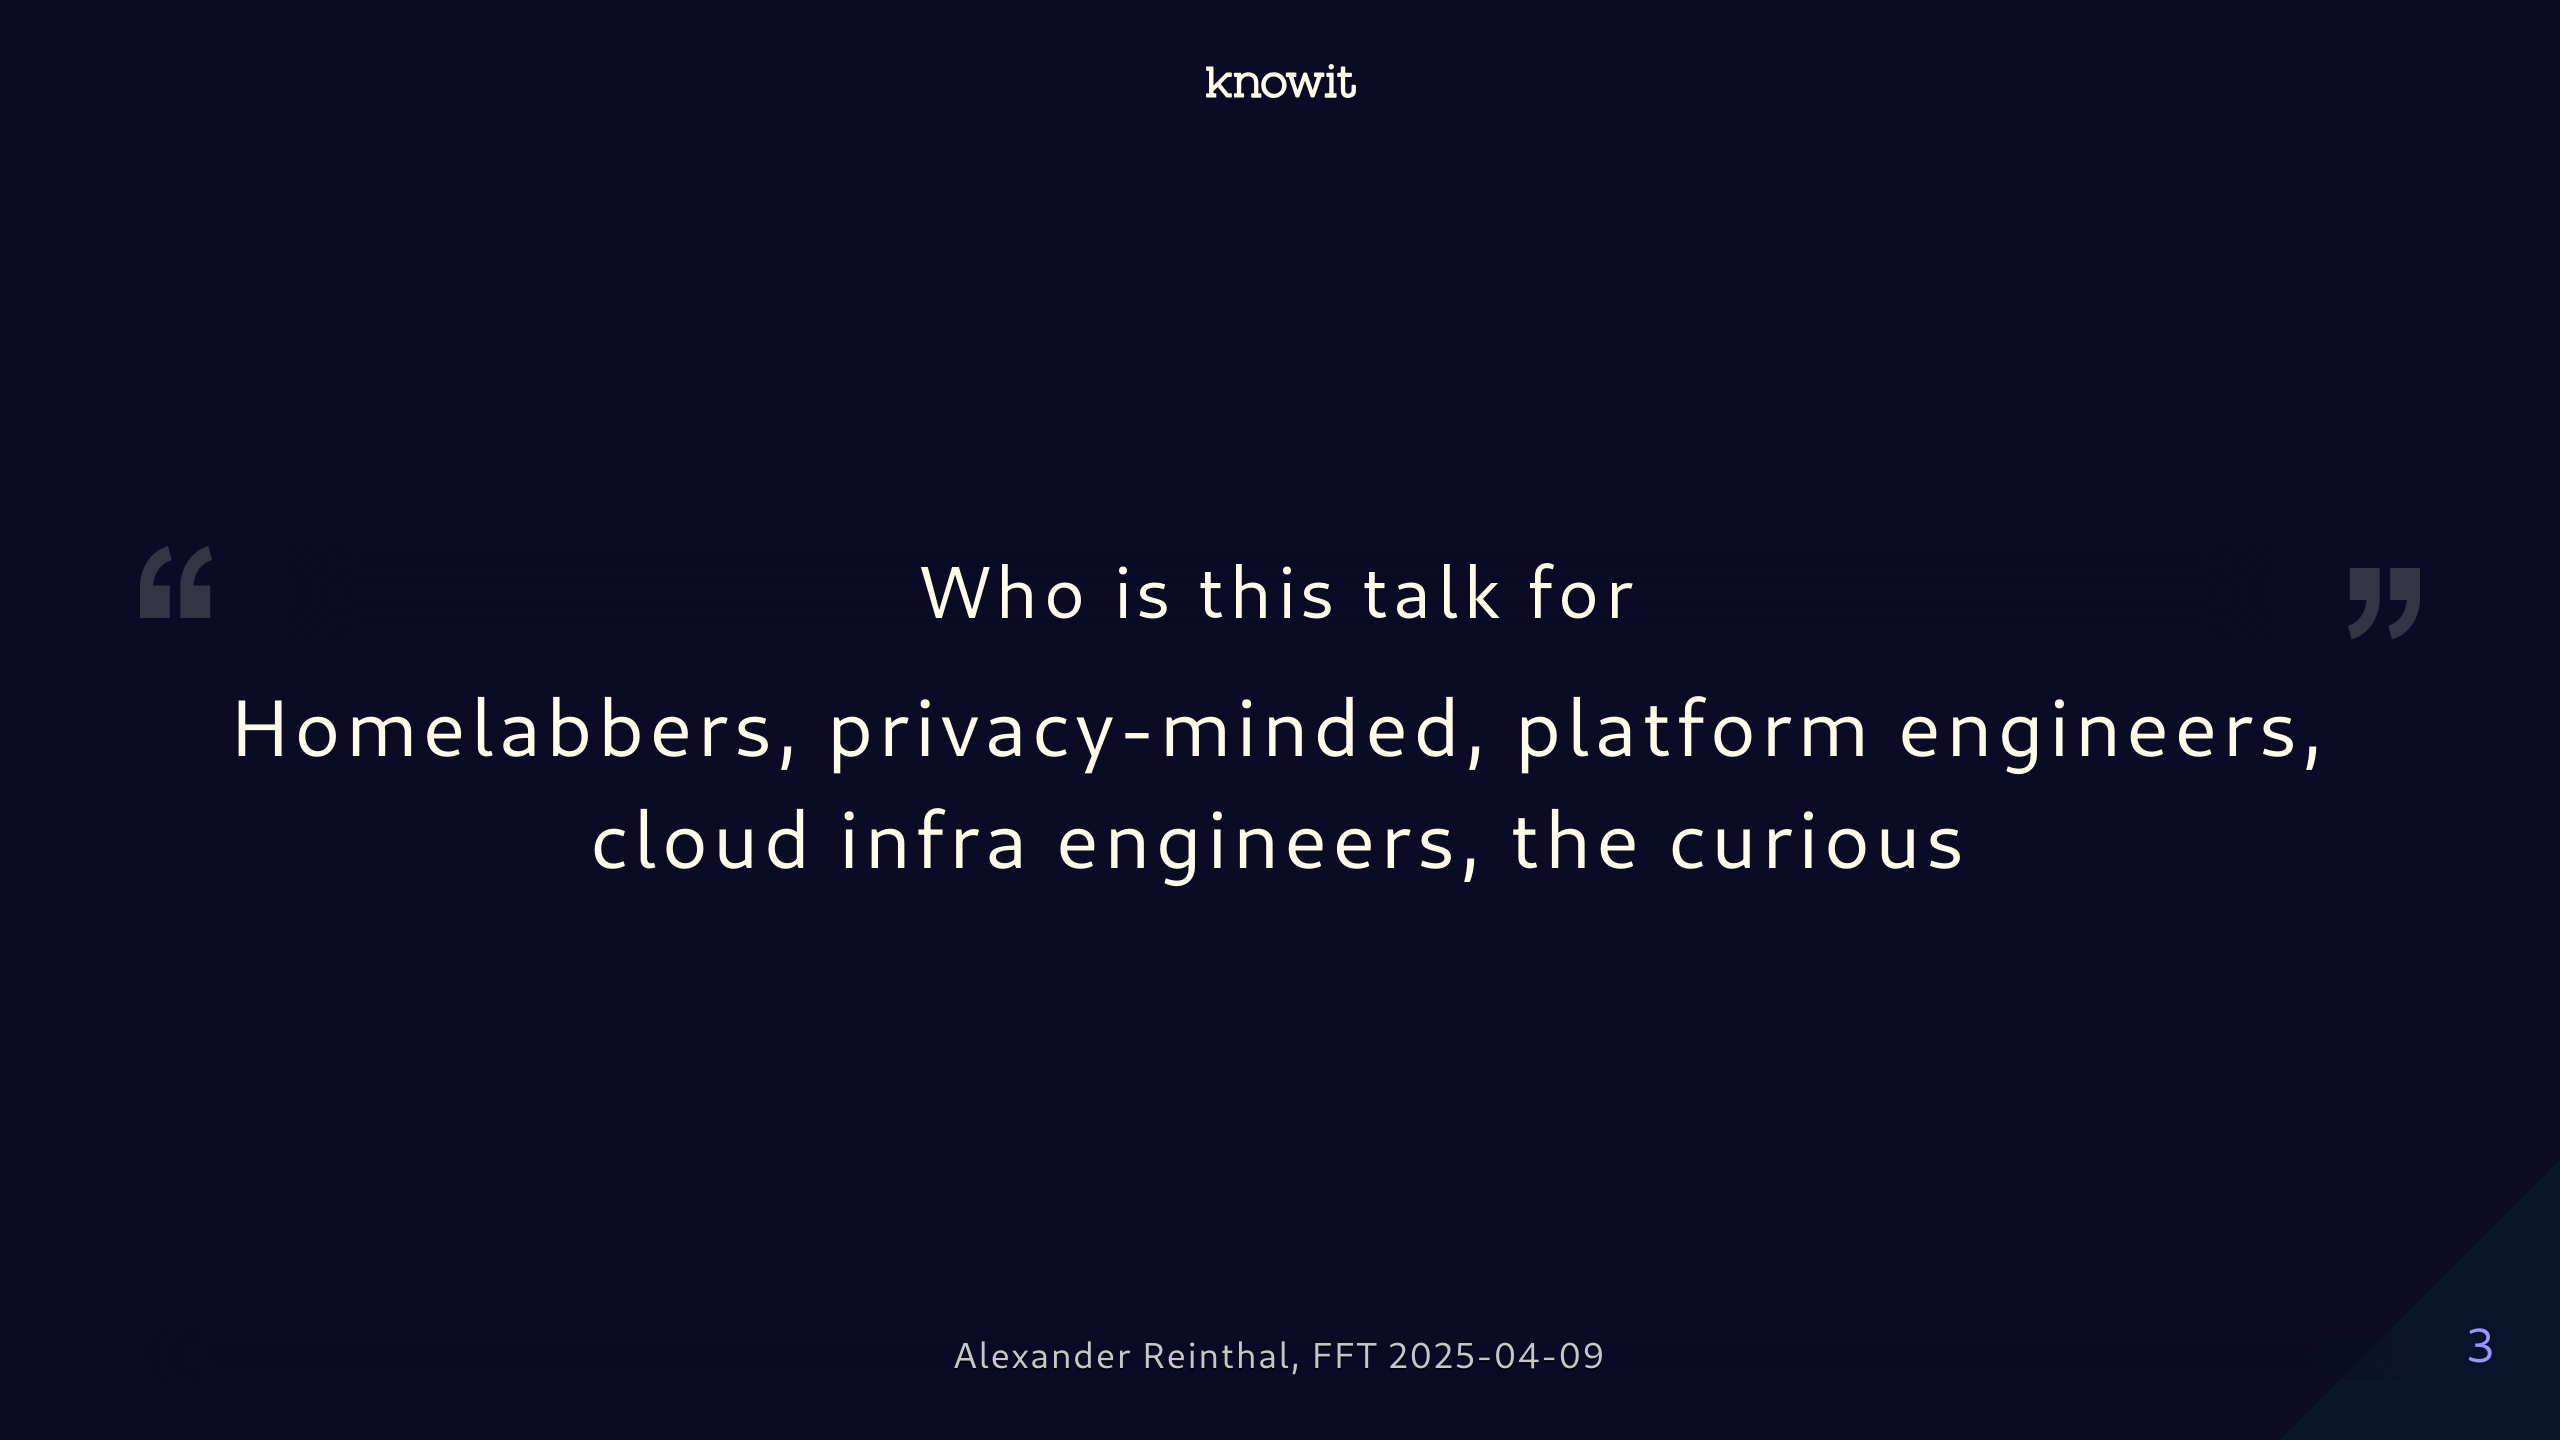 knowit
“ Who is this talk for ”
Homelabbers, privacy-minded, platform engineers,
cloud infra engineers, the curious
Alexander Reinthal, FFT 2025-04-09
3